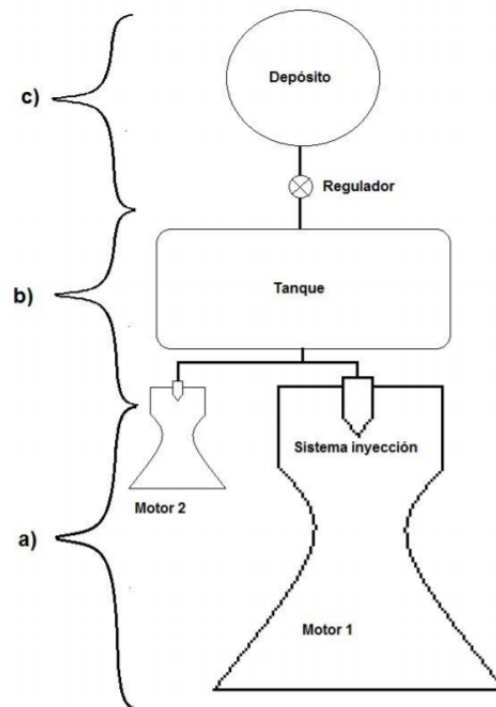 c)
Depósito
Regulador
b)
Tanque
Sistema inyección
Motor 2
a)
Motor 1